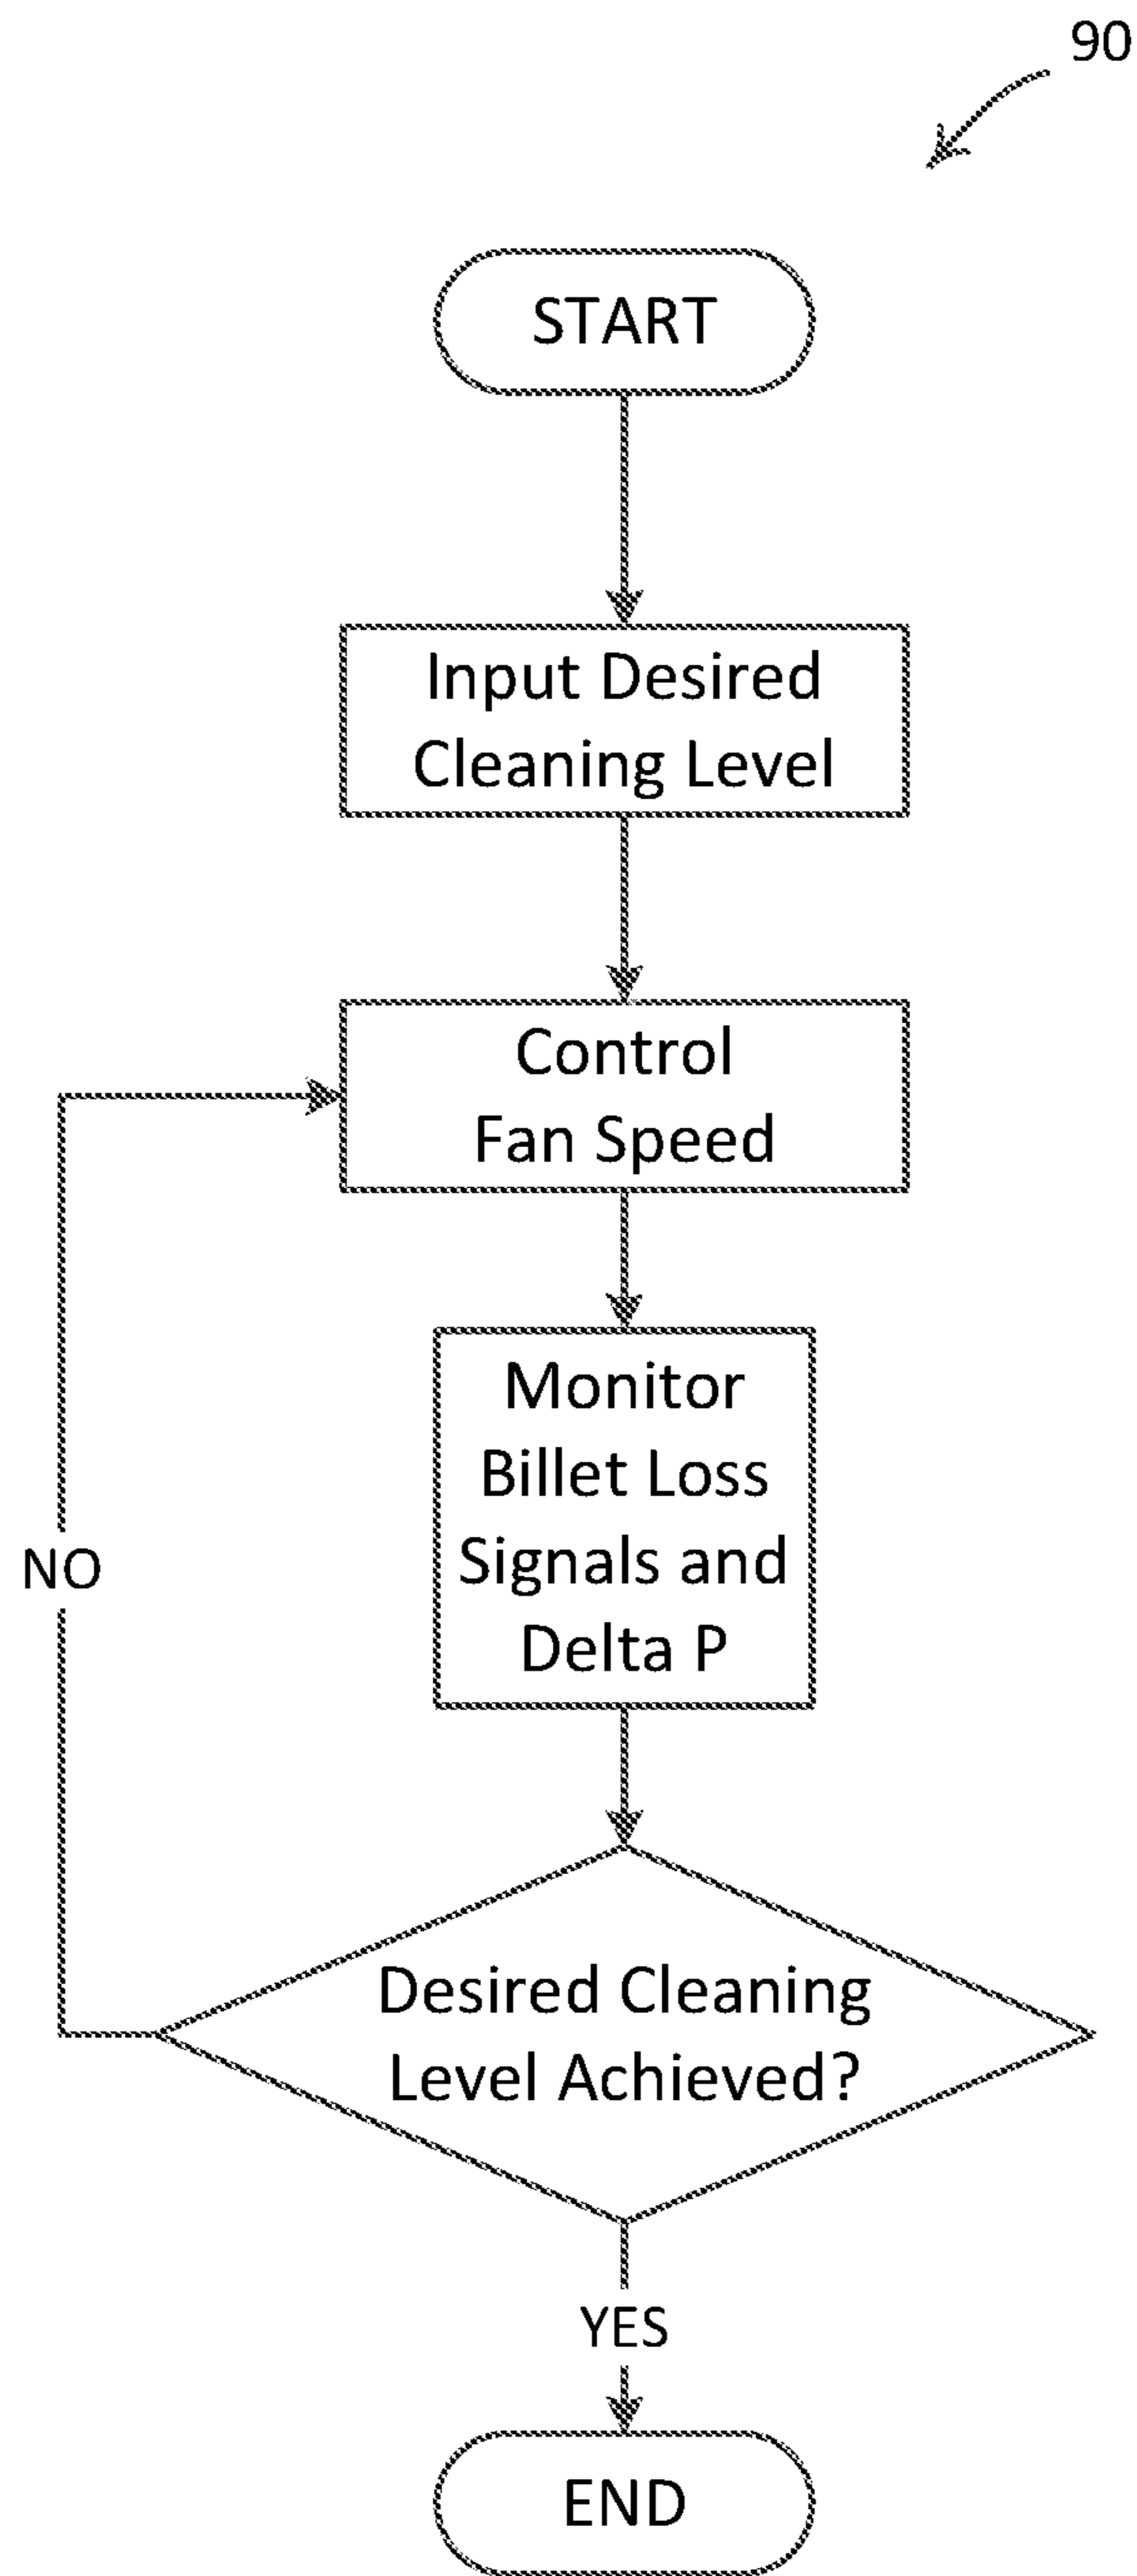 90
START
Input Desired
Cleaning Level
Control
Fan Speed
Monitor
Billet Loss
Signals and
Delta P
NO
Desired Cleaning
Level Achieved?
YES
END